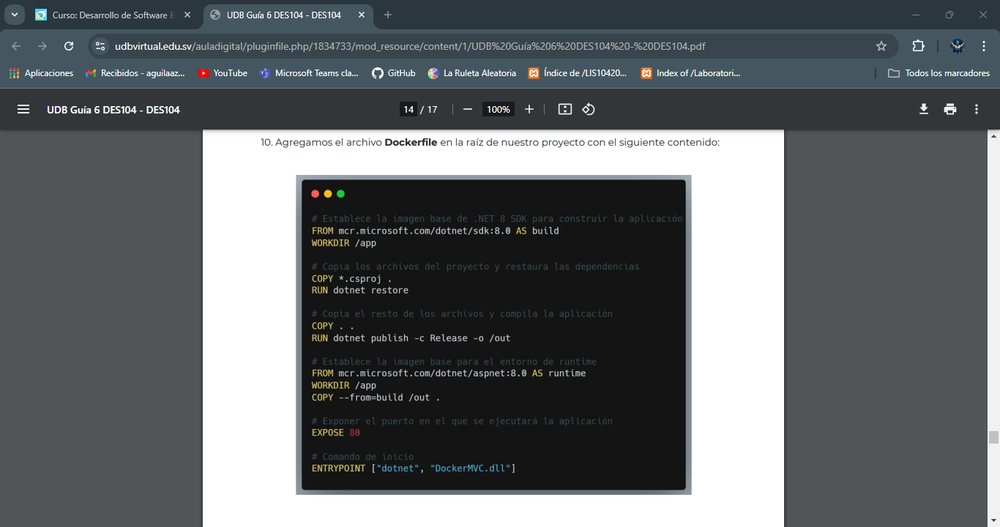 Curso: Desarrollo de Software E
UDB Guía 6 DES104 - DES104
udbvirtual.edu.sv/auladigital/pluginfile.php/1834733/mod_resource/content/1/UDB%20Guía%206%20DES104%20-%20DES104.pdf
Aplicaciones
Recibidos - aguilaaz...
YouTube
Microsoft Teams cla...
GitHub
La Ruleta Aleatoria
Índice de /LIS10420...
Index of /Laboratori...
Todos los marcadores
UDB Guía 6 DES104 - DES104
14 / 17
100%
10. Agregamos el archivo Dockerfile en la raíz de nuestro proyecto con el siguiente contenido:
# Establece la imagen base de .NET 8 SDK para construir la aplicación
FROM mcr.microsoft.com/dotnet/sdk:8.0 AS build
WORKDIR /app
# Copia los archivos del proyecto y restaura las dependencias
COPY *.csproj .
RUN dotnet restore
# Copia el resto de los archivos y compila la aplicación
COPY . .
RUN dotnet publish -c Release -o /out
# Establece la imagen base para el entorno de runtime
FROM mcr.microsoft.com/dotnet/aspnet:8.0 AS runtime
WORKDIR /app
COPY --from=build /out .
# Exponer el puerto en el que se ejecutará la aplicación
EXPOSE 80
# Comando de inicio
ENTRYPOINT ["dotnet", "DockerMVC.dll"]